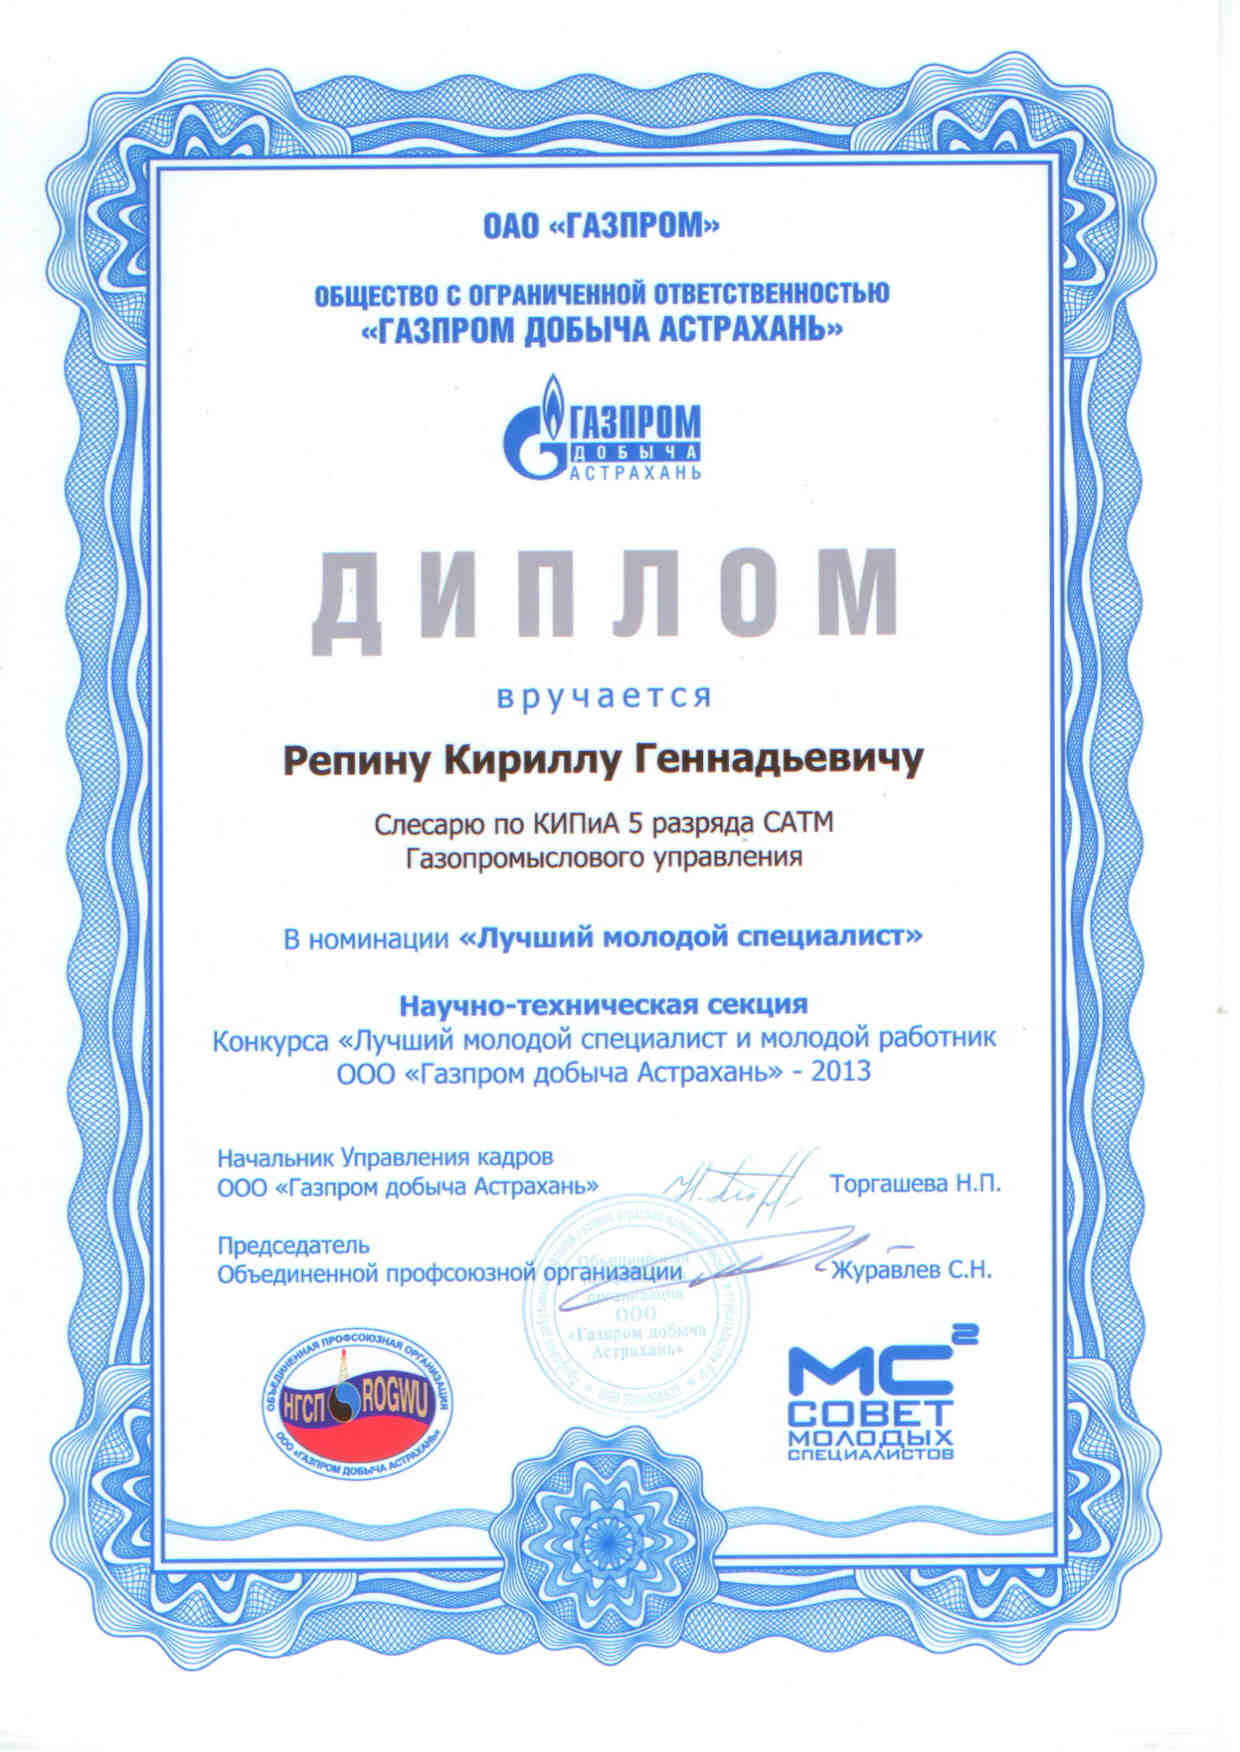 ОАО «ГАЗПРОМ»
ОБЩЕСТВО С ОГРАНИЧЕННОЙ ОТВЕТСТВЕННОСТЬЮ
«ГАЗПРОМ ДОБЫЧА АСТРАХАНЬ»
ГАЗПРОМ
ДОБЫЧА
АСТРАХАНЬ
ДИПЛОМ
вручается
Репину Кириллу Геннадьевичу
Слесарю по КИПиА 5 разряда САТМ
Газопромыслового управления
В номинации «Лучший молодой специалист»
Научно-техническая секция
Конкурса «Лучший молодой специалист и молодой работник
ООО «Газпром добыча Астрахань» - 2013
Начальник Управления кадров
ООО «Газпром добыча Астрахань» Торгашева Н.П.
Председатель
Объединенной профсоюзной организации Журавлев С.Н.
Объединенная
организация
ООО
«Газпром добыча
Астрахань»
ОБЪЕДИНЕННАЯ ПРОФСОЮЗНАЯ ОРГАНИЗАЦИЯ
НГСП ROGWU
ООО «ГАЗПРОМ ДОБЫЧА АСТРАХАНЬ»
МС2
СОВЕТ
МОЛОДЫХ
СПЕЦИАЛИСТОВ